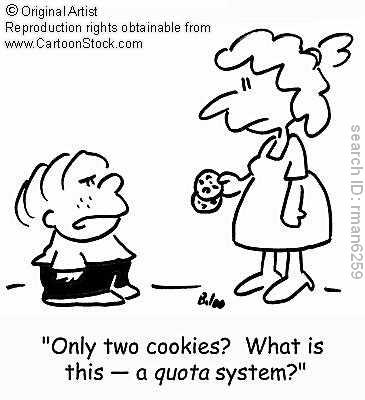 © Original Artist
Reproduction rights obtainable from
www.CartoonStock.com
search ID: rman6259
"Only two cookies? What is
this — a quota system?"